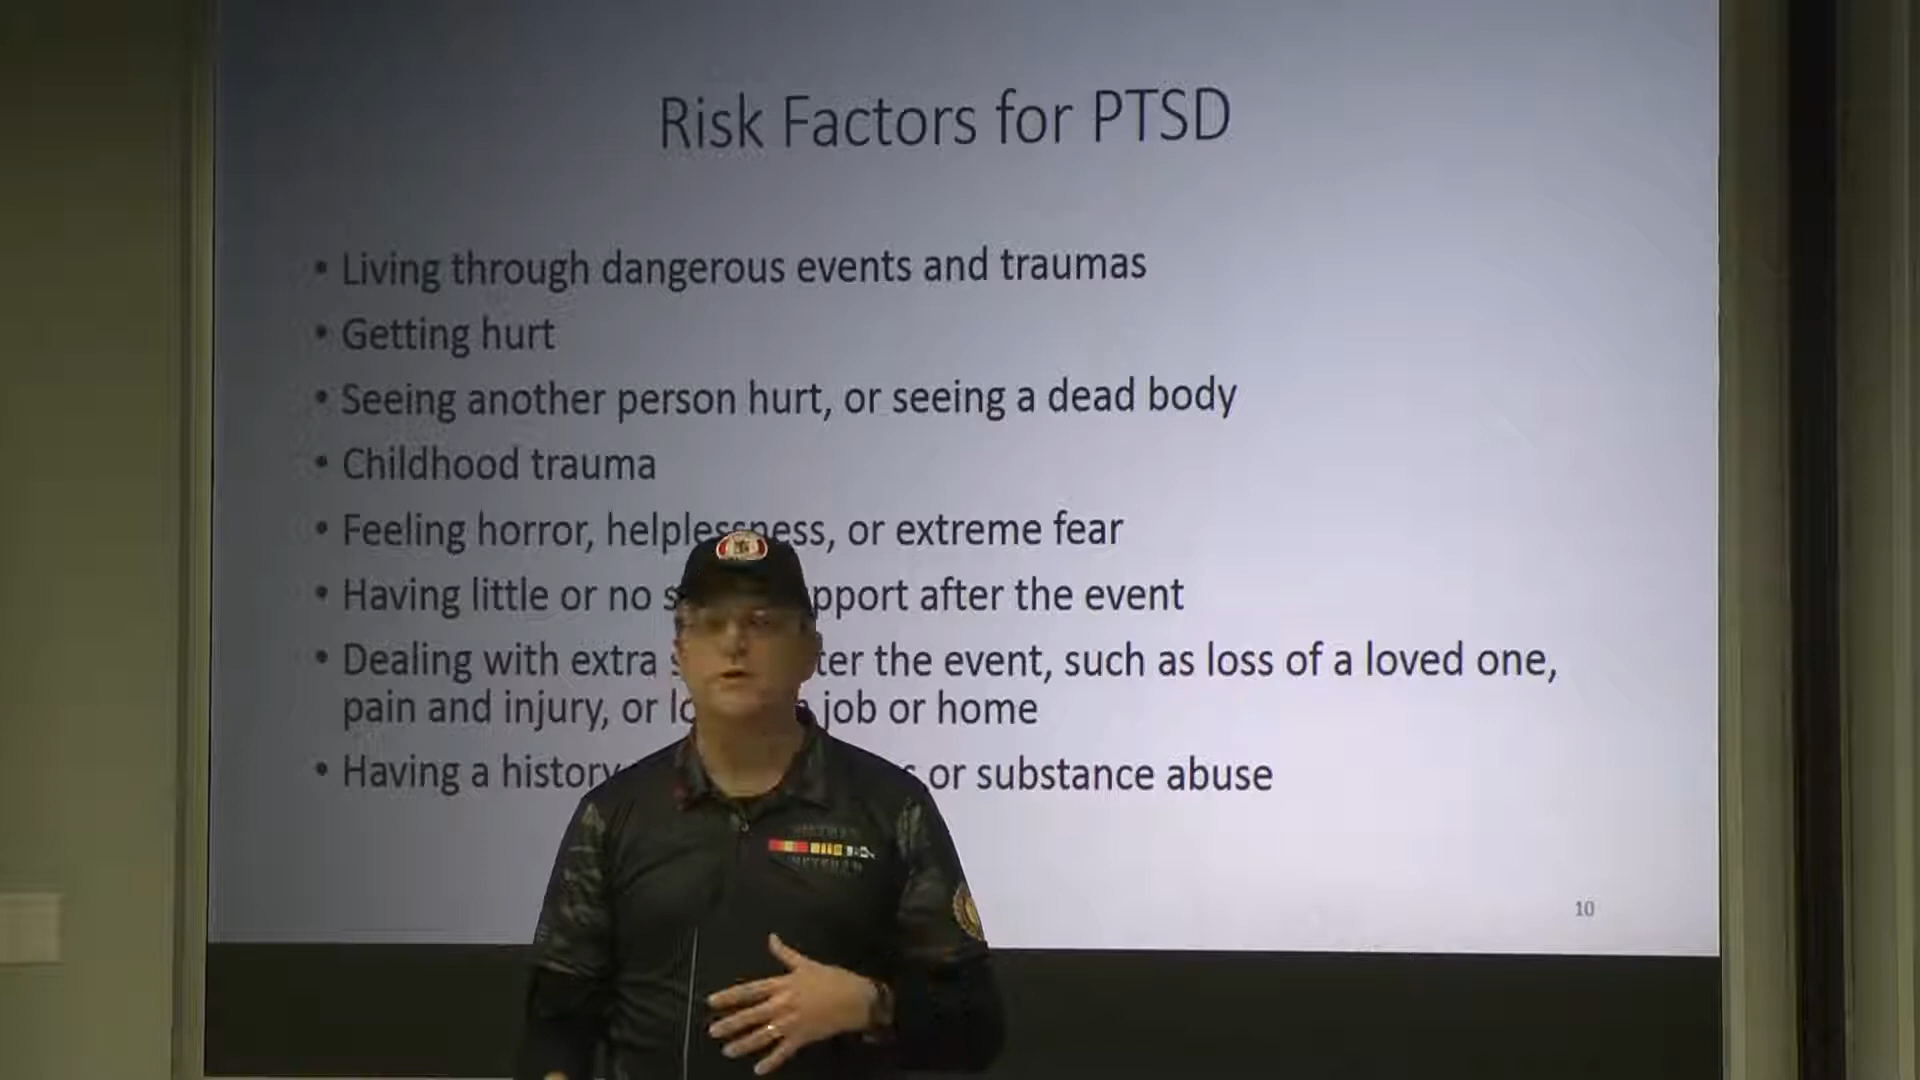 Risk Factors for PTSD
• Living through dangerous events and traumas
• Getting hurt
• Seeing another person hurt, or seeing a dead body
• Childhood trauma
• Feeling horror, helplessness, or extreme fear
• Having little or no pport after the event
• Dealing with extra ter the event, such as loss of a loved one,
pain and injury, or job or home
• Having a history or substance abuse
VETERAN
10